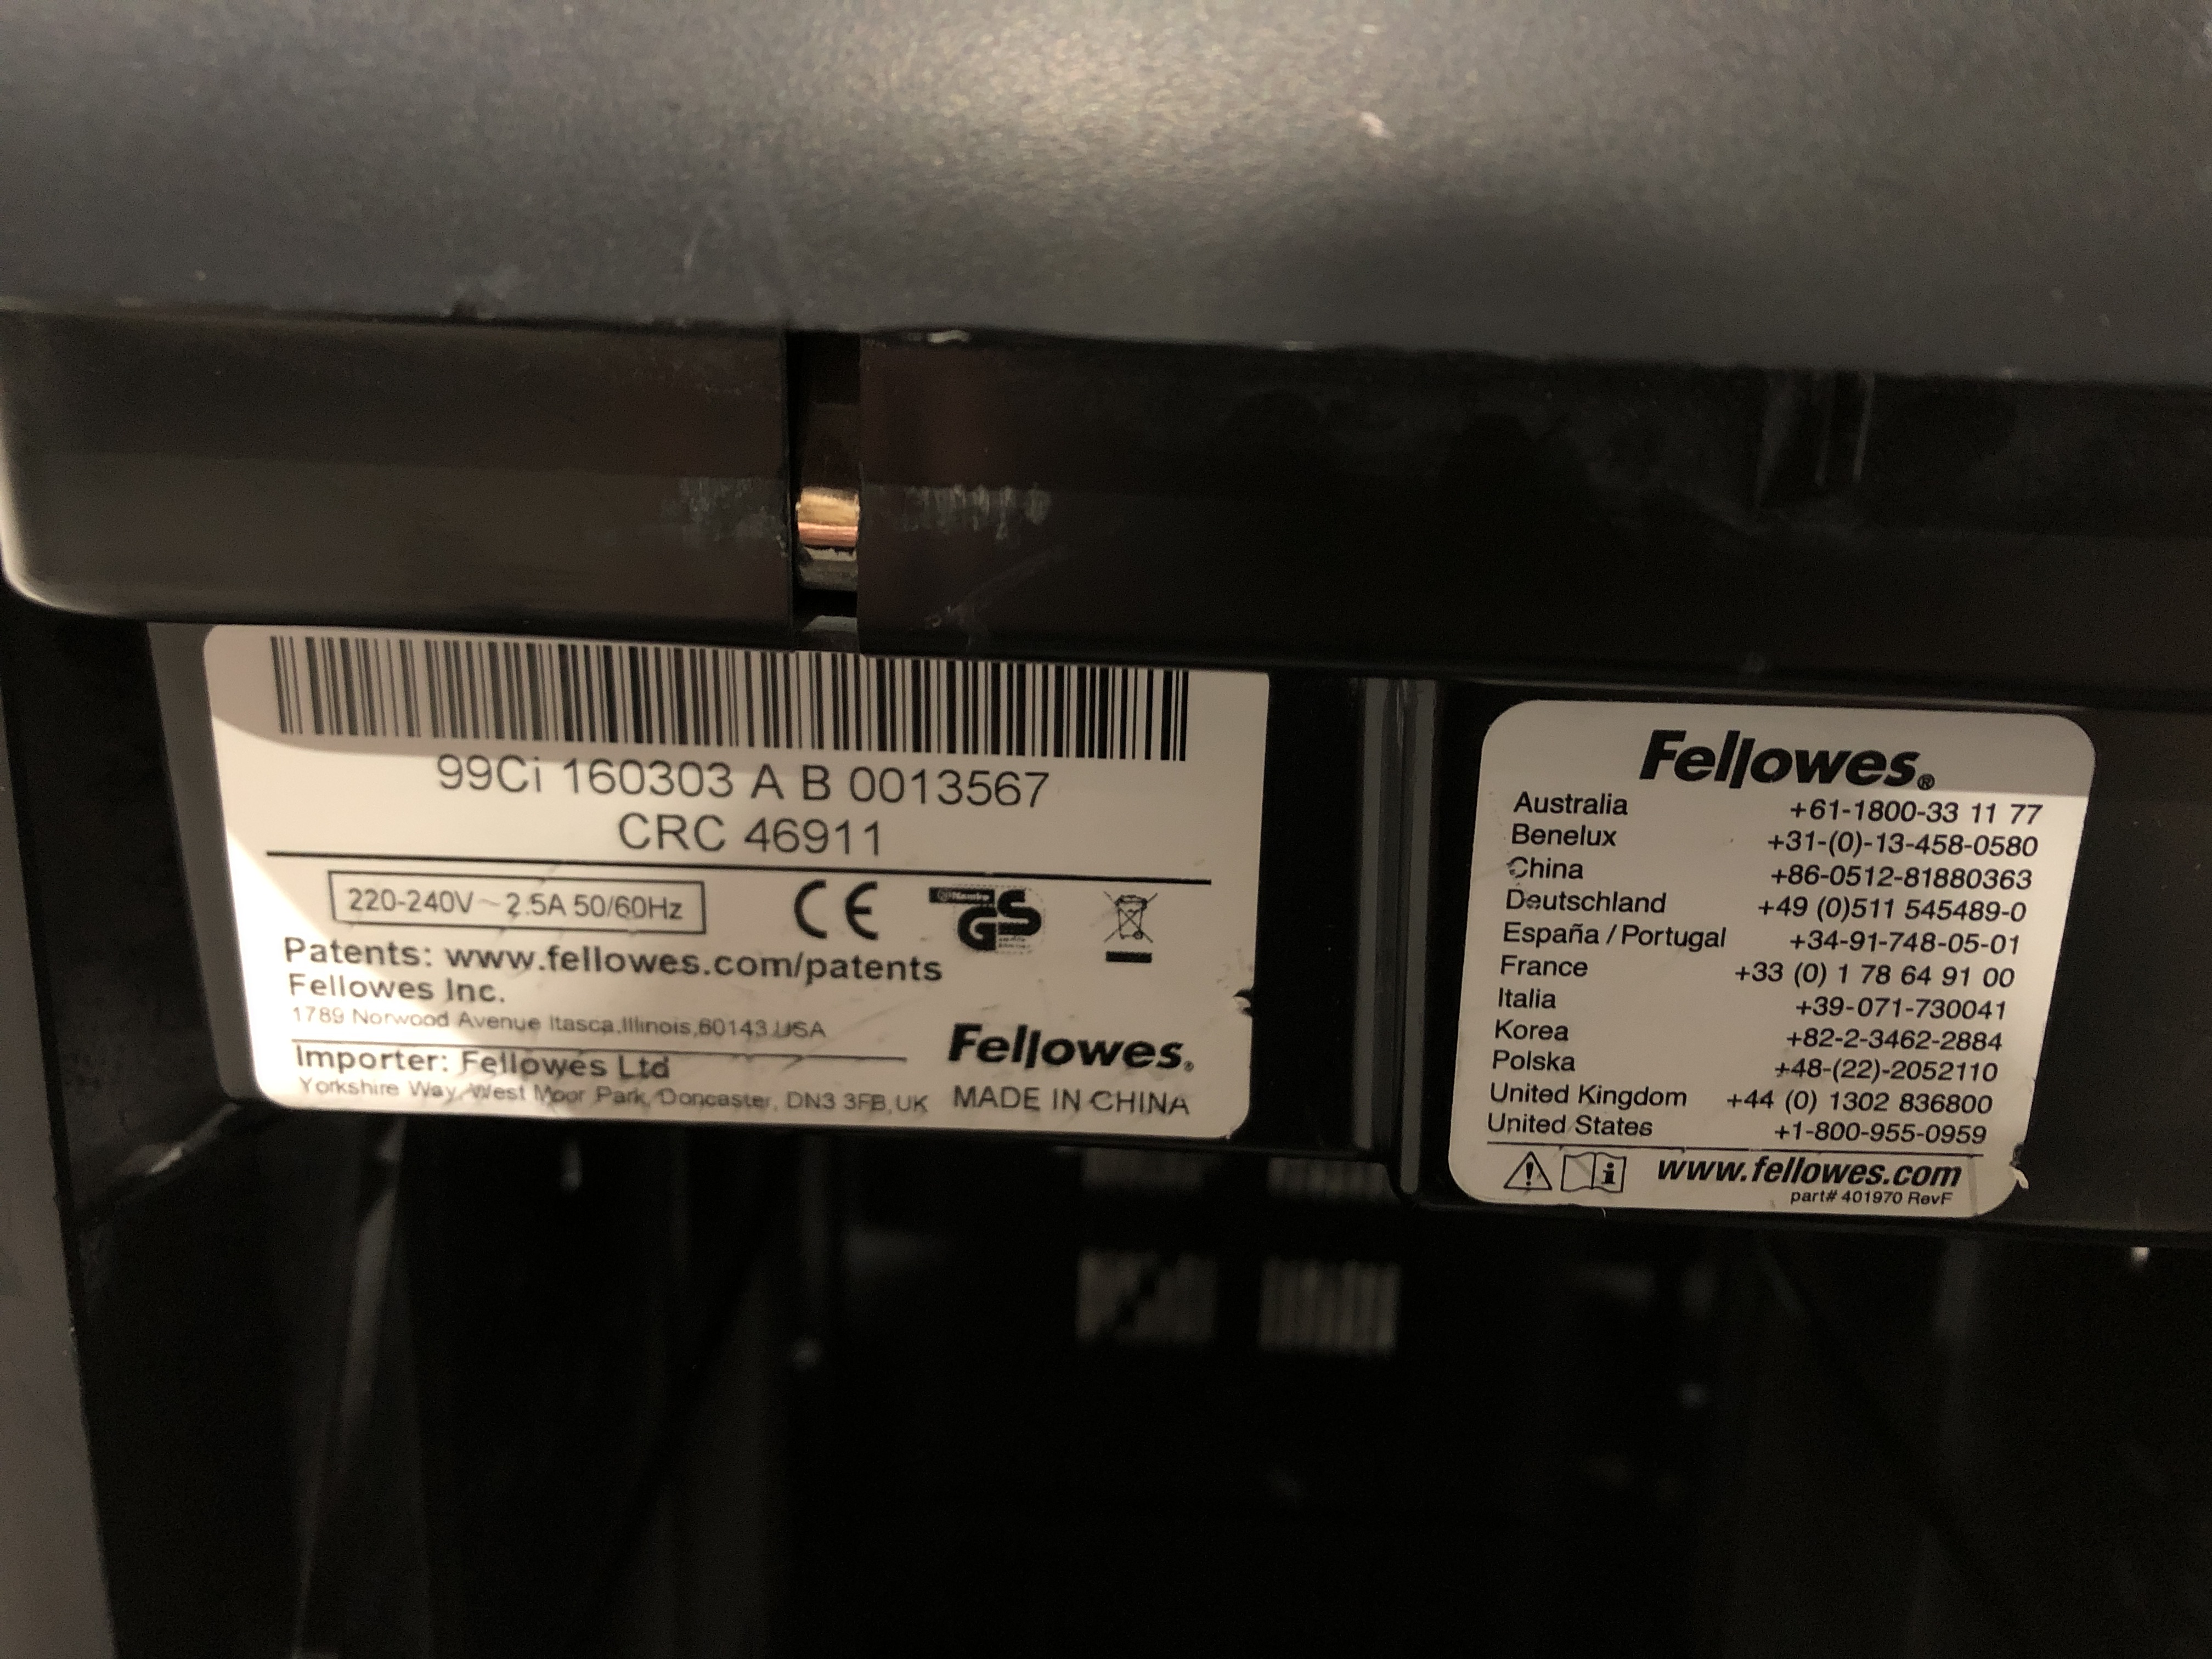 99Ci 160303 A B 0013567
CRC 46911
220-240V ~ 2.5A 50/60Hz
CE
GS
Patents: www.fellowes.com/patents
Fellowes Inc.
1789 Norwood Avenue Itasca,Illinois,60143 USA
Importer: Fellowes Ltd
Yorkshire Way, West Moor Park, Doncaster, DN3 3FB, UK
Fellowes®
MADE IN CHINA
Fellowes®
Australia +61-1800-33 11 77
Benelux +31-(0)-13-458-0580
China +86-0512-81880363
Deutschland +49 (0)511 545489-0
España / Portugal +34-91-748-05-01
France +33 (0) 1 78 64 91 00
Italia +39-071-730041
Korea +82-2-3462-2884
Polska +48-(22)-2052110
United Kingdom +44 (0) 1302 836800
United States +1-800-955-0959
www.fellowes.com
part# 401970 RevF